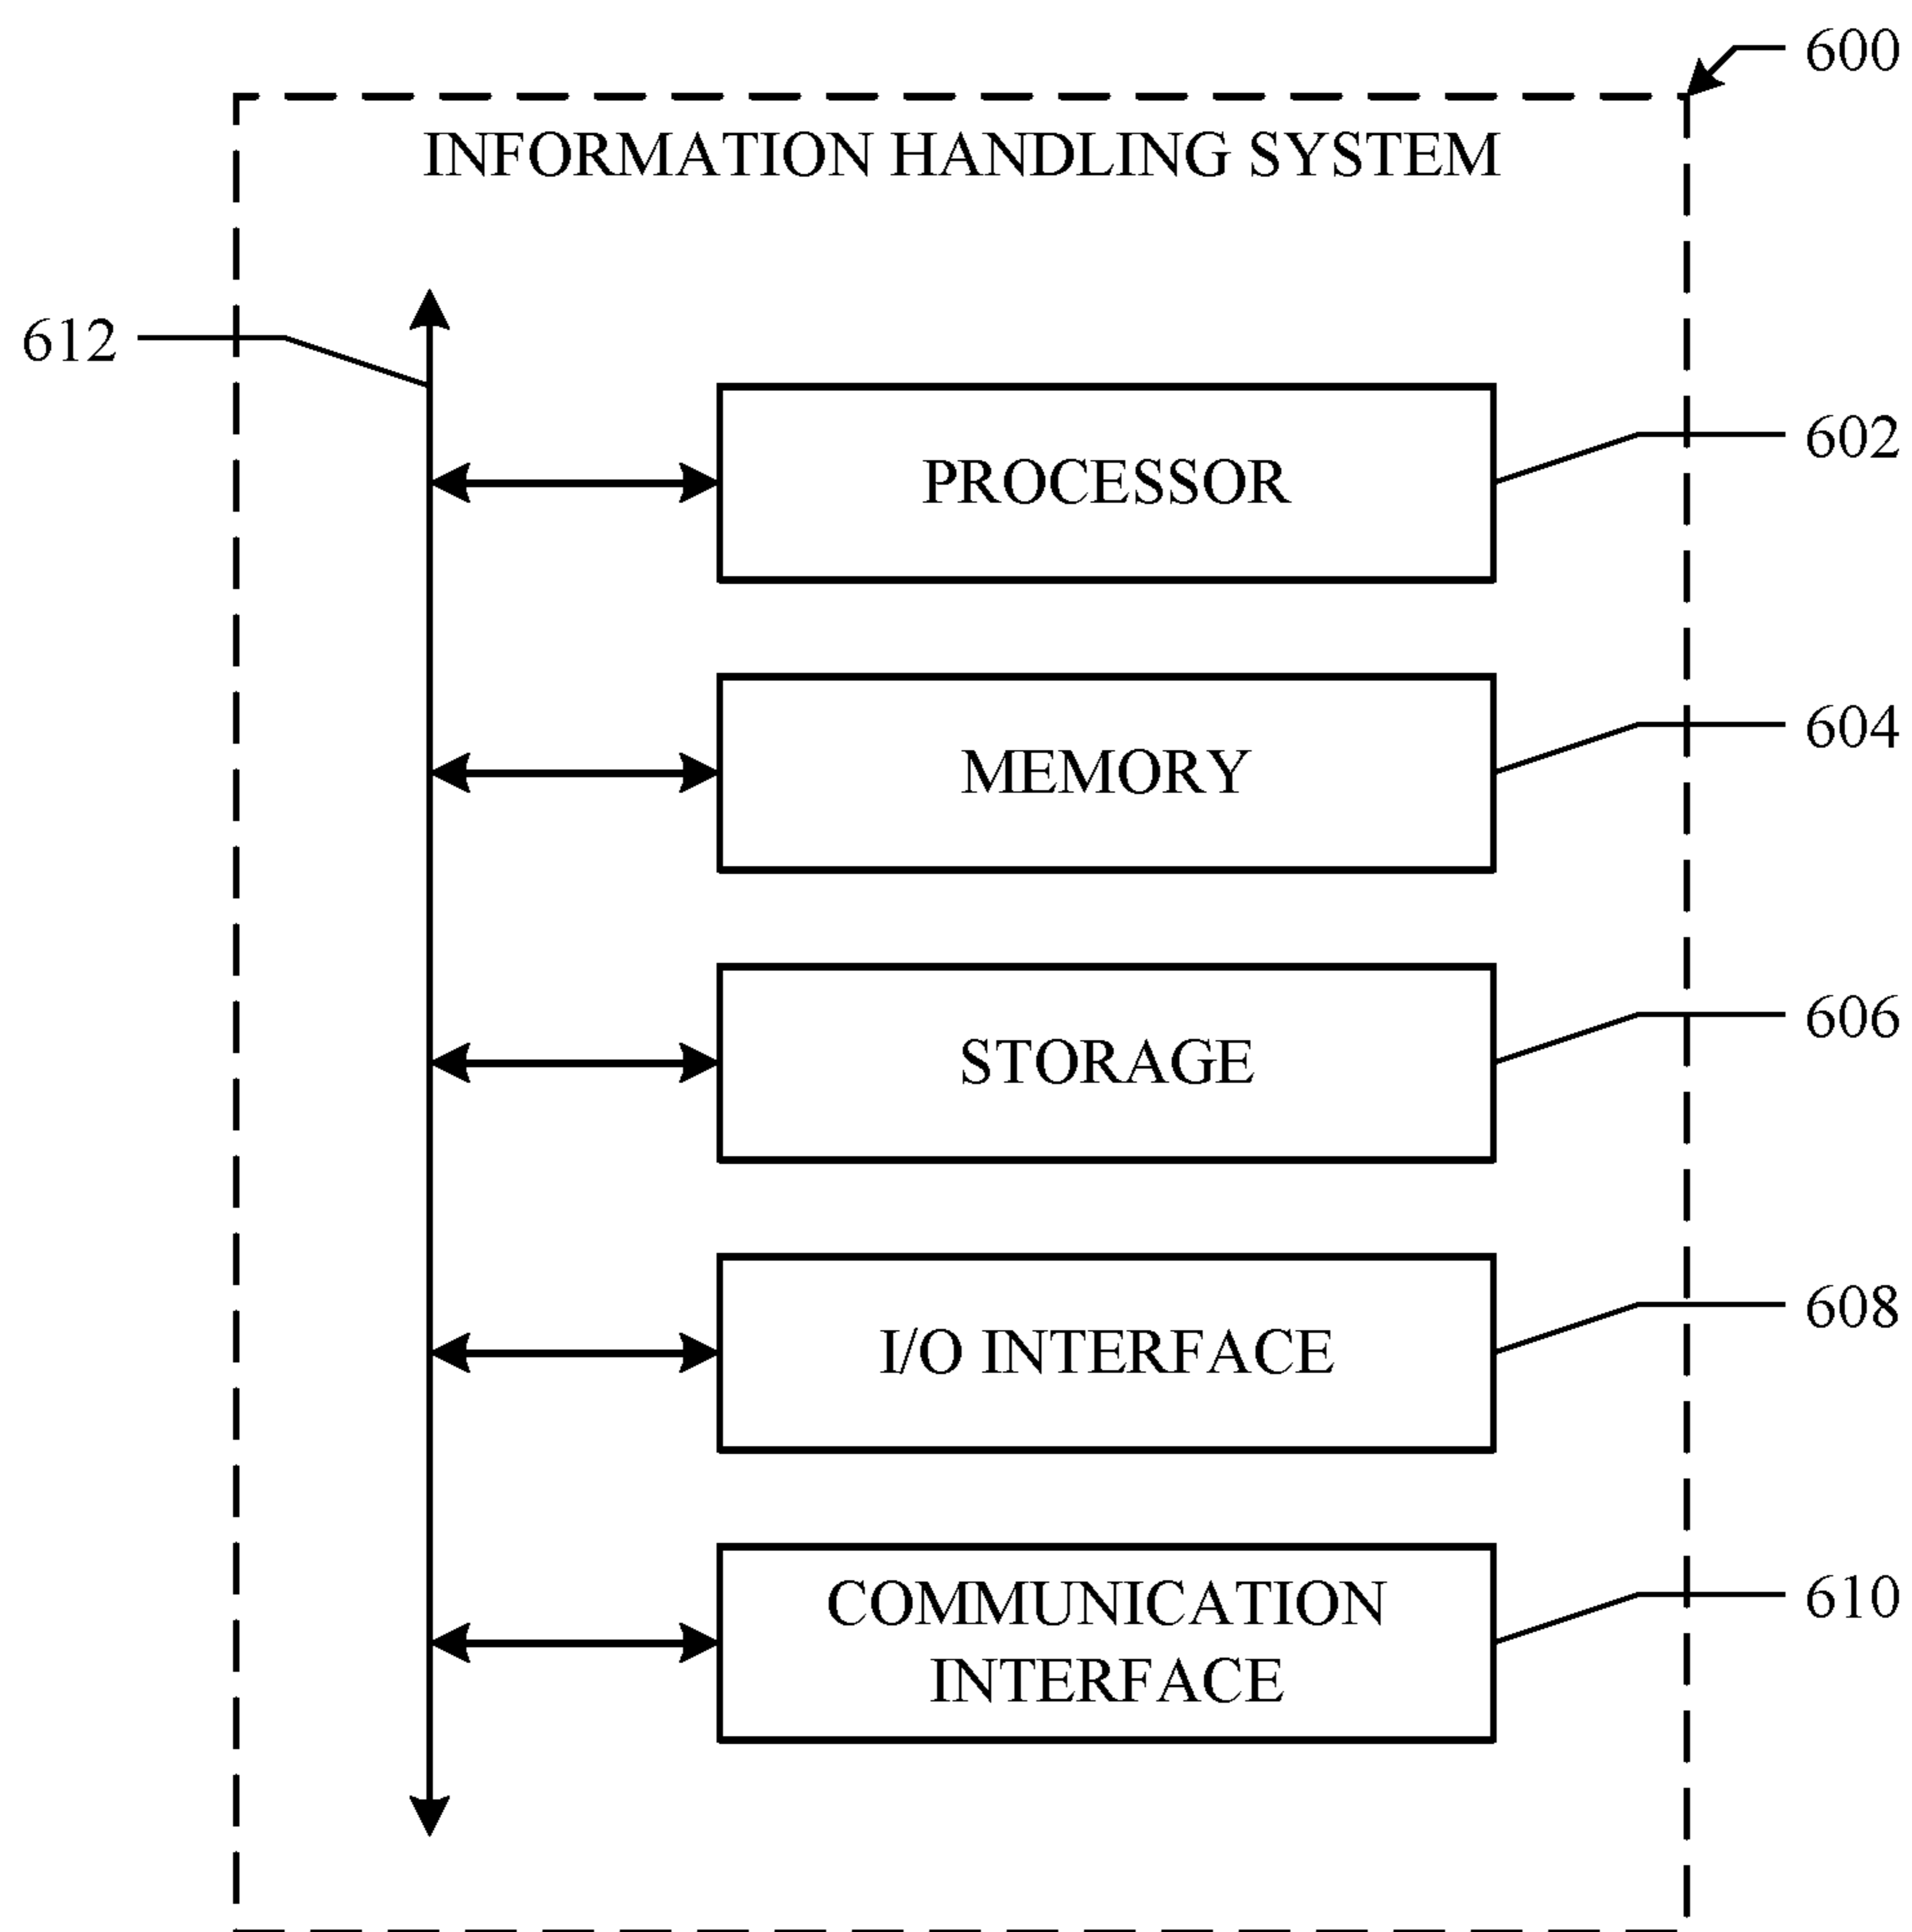 600
INFORMATION HANDLING SYSTEM
612
602
PROCESSOR
604
MEMORY
606
STORAGE
608
I/O INTERFACE
610
COMMUNICATION
INTERFACE